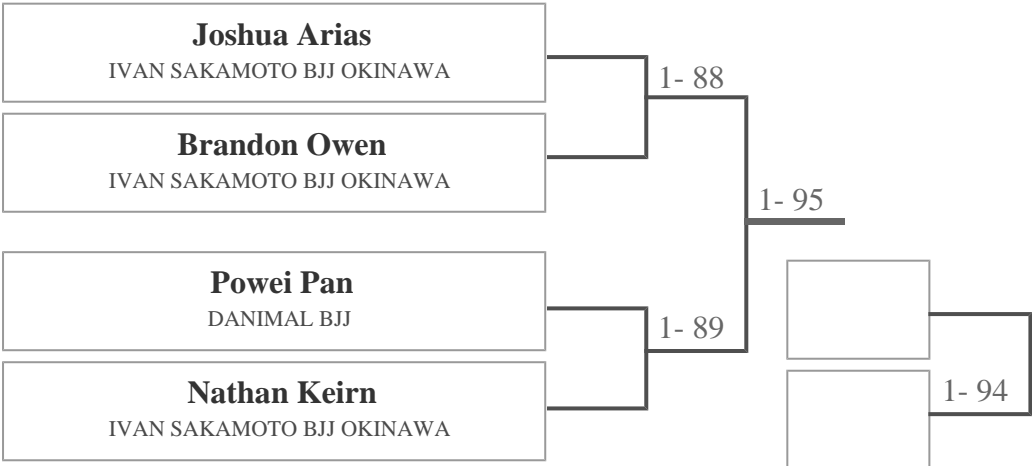 Joshua Arias
IVAN SAKAMOTO BJJ OKINAWA
1- 88
Brandon Owen
IVAN SAKAMOTO BJJ OKINAWA
1- 95
Powei Pan
DANIMAL BJJ
1- 89
Nathan Keirn
IVAN SAKAMOTO BJJ OKINAWA
1- 94